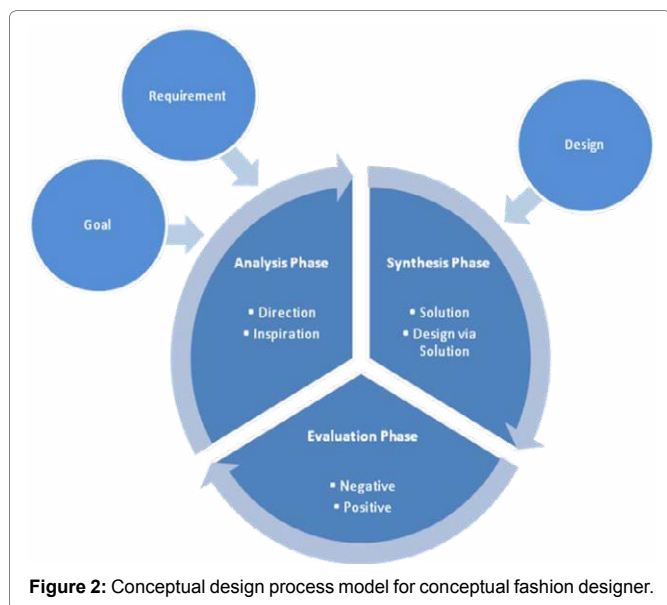 Requirement
Design
Goal
Analysis Phase
• Direction
• Inspiration
Synthesis Phase
• Solution
• Design via
Solution
Evaluation Phase
• Negative
• Positive
Figure 2: Conceptual design process model for conceptual fashion designer.